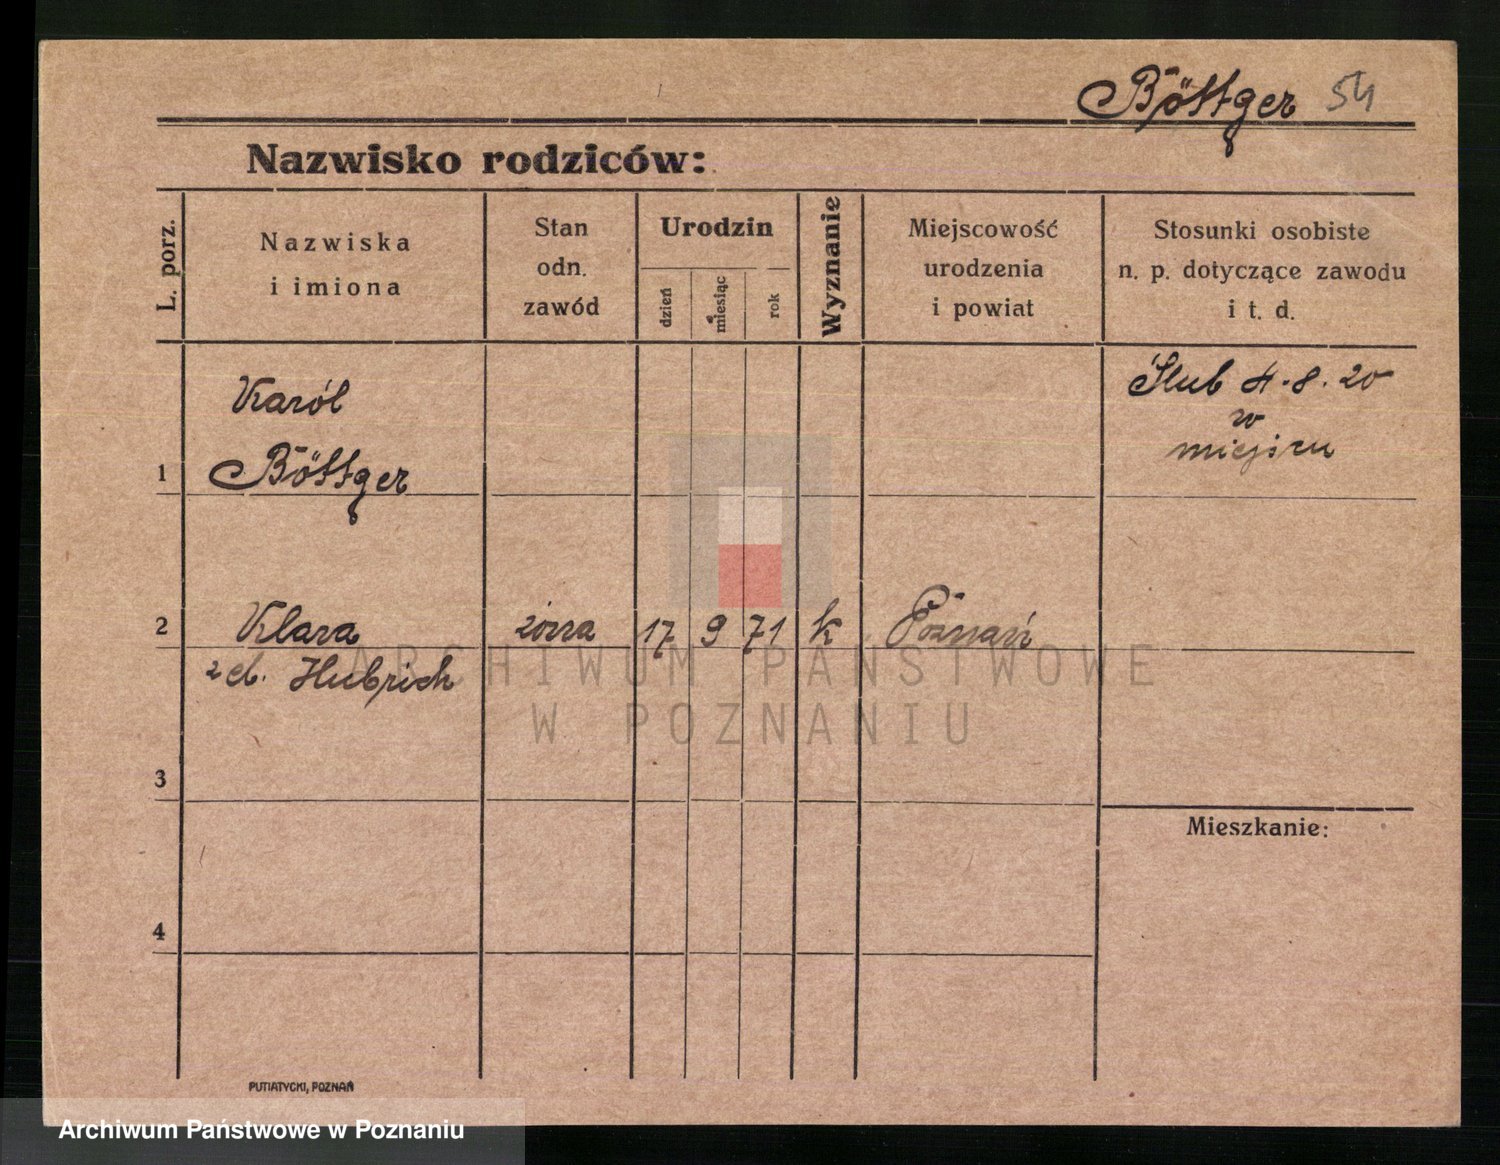 Böttger 54
Nazwisko rodziców:
L. porz.
Nazwiska
i imiona
Stan
odn.
zawód
Urodzin
dzień
miesiąc
rok
Wyznanie
Miejscowość
urodzenia
i powiat
Stosunki osobiste
n. p. dotyczące zawodu
i t. d.
Karól
Ślub 4.8.20
w
miejscu
1 Böttger
2 Klara żona 17 9 71 k Poznań
z d. Hubrich
ARCHIWUM PAŃSTWOWE
W POZNANIU
3
Mieszkanie:
4
PUTIATYCKI, POZNAŃ
Archiwum Państwowe w Poznaniu